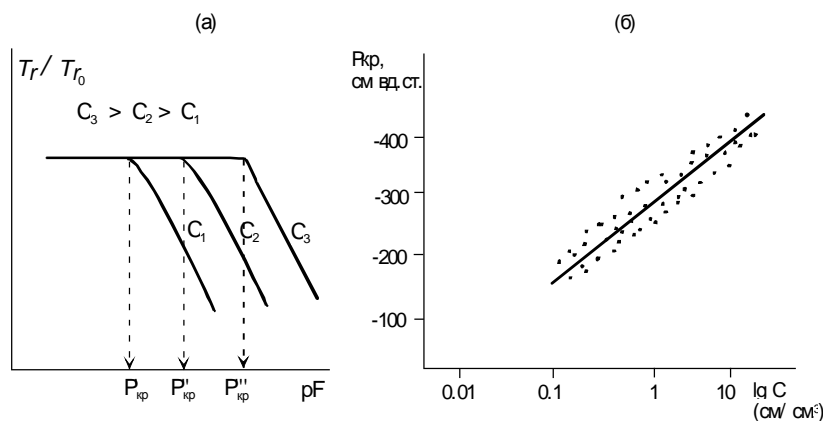 (а)
Tr / Tr₀
C₃ > C₂ > C₁
C₁
C₂
C₃
Pкр
P'кр
P''кр
pF
(б)
Ркр,
см вд.ст.
-400
-300
-200
-100
0.01
0.1
1
10
lg C
(см/см³)